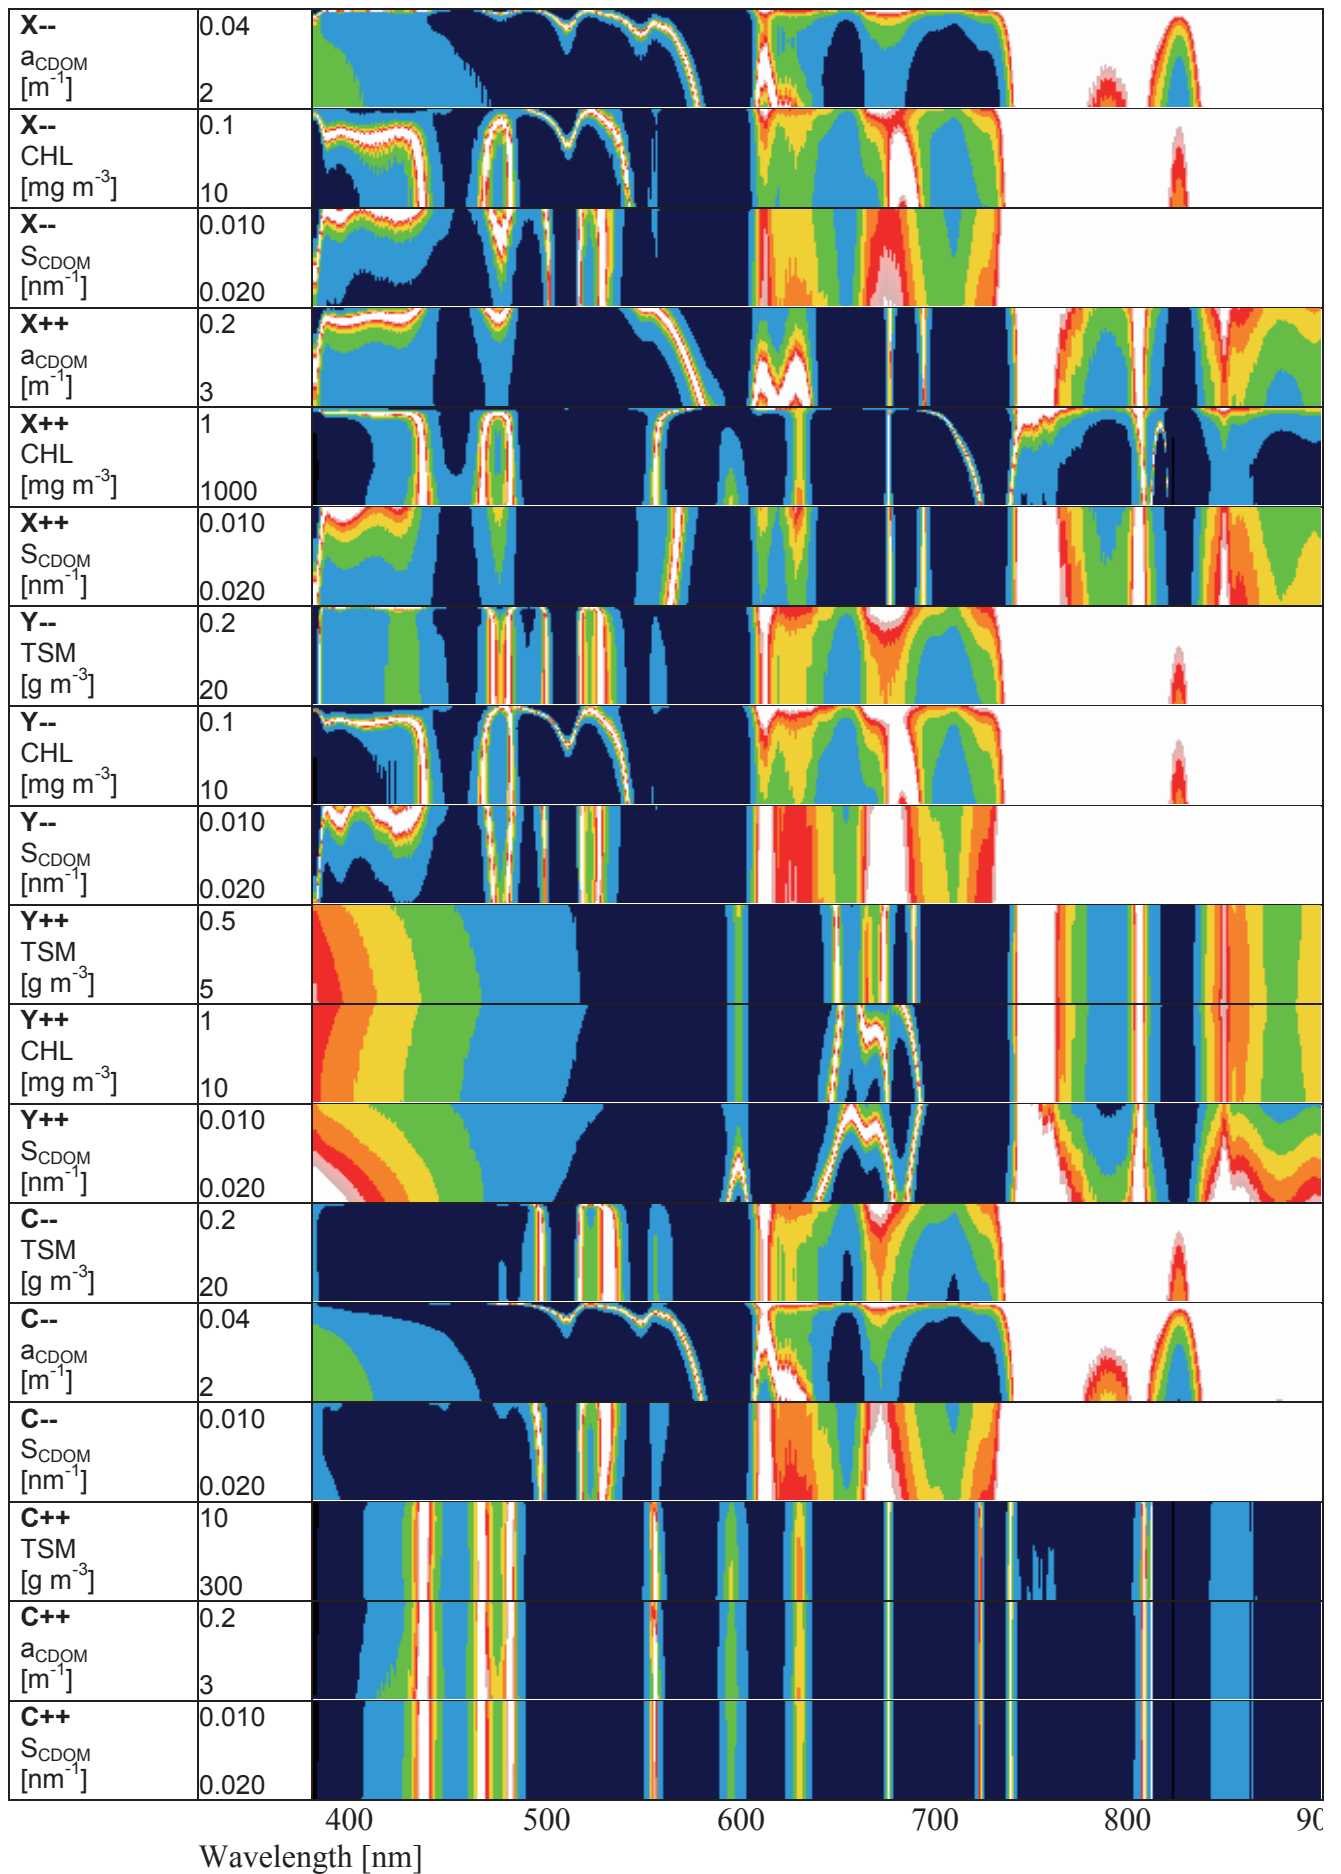 X-- 0.04
aCDOM
[m-1] 2
X-- 0.1
CHL
[mg m-3] 10
X-- 0.010
SCDOM
[nm-1] 0.020
X++ 0.2
aCDOM
[m-1] 3
X++ 1
CHL
[mg m-3] 1000
X++ 0.010
SCDOM
[nm-1] 0.020
Y-- 0.2
TSM
[g m-3] 20
Y-- 0.1
CHL
[mg m-3] 10
Y-- 0.010
SCDOM
[nm-1] 0.020
Y++ 0.5
TSM
[g m-3] 5
Y++ 1
CHL
[mg m-3] 10
Y++ 0.010
SCDOM
[nm-1] 0.020
C-- 0.2
TSM
[g m-3] 20
C-- 0.04
aCDOM
[m-1] 2
C-- 0.010
SCDOM
[nm-1] 0.020
C++ 10
TSM
[g m-3] 300
C++ 0.2
aCDOM
[m-1] 3
C++ 0.010
SCDOM
[nm-1] 0.020
400 500 600 700 800 90
Wavelength [nm]